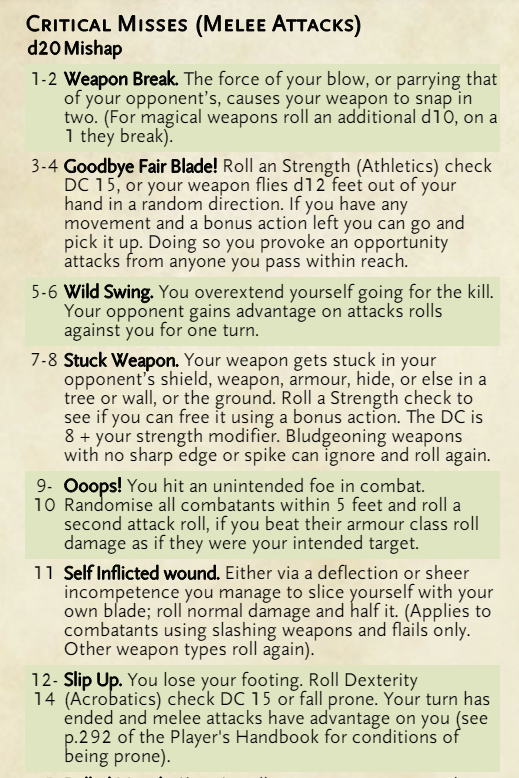 Critical Misses (Melee Attacks)
d20 Mishap
1-2 Weapon Break. The force of your blow, or parrying that
of your opponent's, causes your weapon to snap in
two. (For magical weapons roll an additional d10, on a
1 they break).
3-4 Goodbye Fair Blade! Roll an Strength (Athletics) check
DC 15, or your weapon flies d12 feet out of your
hand in a random direction. If you have any
movement and a bonus action left you can go and
pick it up. Doing so you provoke an opportunity
attacks from anyone you pass within reach.
5-6 Wild Swing. You overextend yourself going for the kill.
Your opponent gains advantage on attacks rolls
against you for one turn.
7-8 Stuck Weapon. Your weapon gets stuck in your
opponent's shield, weapon, armour, hide, or else in a
tree or wall, or the ground. Roll a Strength check to
see if you can free it using a bonus action. The DC is
8 + your strength modifier. Bludgeoning weapons
with no sharp edge or spike can ignore and roll again.
9- Ooops! You hit an unintended foe in combat.
10 Randomise all combatants within 5 feet and roll a
second attack roll, if you beat their armour class roll
damage as if they were your intended target.
11 Self Inflicted wound. Either via a deflection or sheer
incompetence you manage to slice yourself with your
own blade; roll normal damage and half it. (Applies to
combatants using slashing weapons and flails only.
Other weapon types roll again).
12- Slip Up. You lose your footing. Roll Dexterity
14 (Acrobatics) check DC 15 or fall prone. Your turn has
ended and melee attacks have advantage on you (see
p.292 of the Player's Handbook for conditions of
being prone).